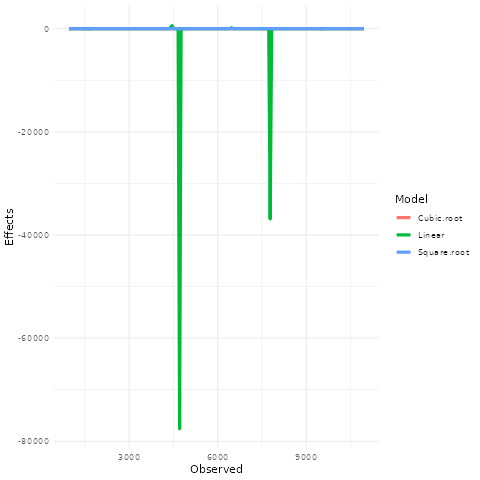 0
-20000
-40000
-60000
-80000
Effects
3000
6000
9000
Observed
Model
Cubic.root
Linear
Square.root